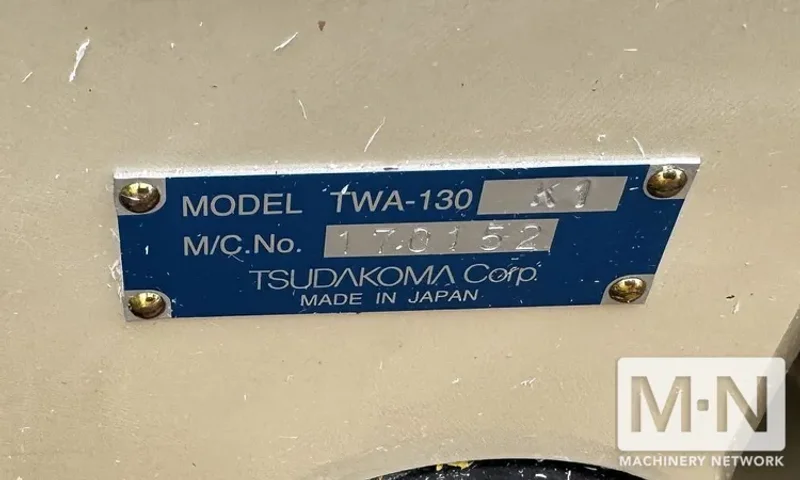 MODEL TWA-130 K1
M/C.No. 170152
TSUDAKOMA Corp.
MADE IN JAPAN
M·N
MACHINERY NETWORK